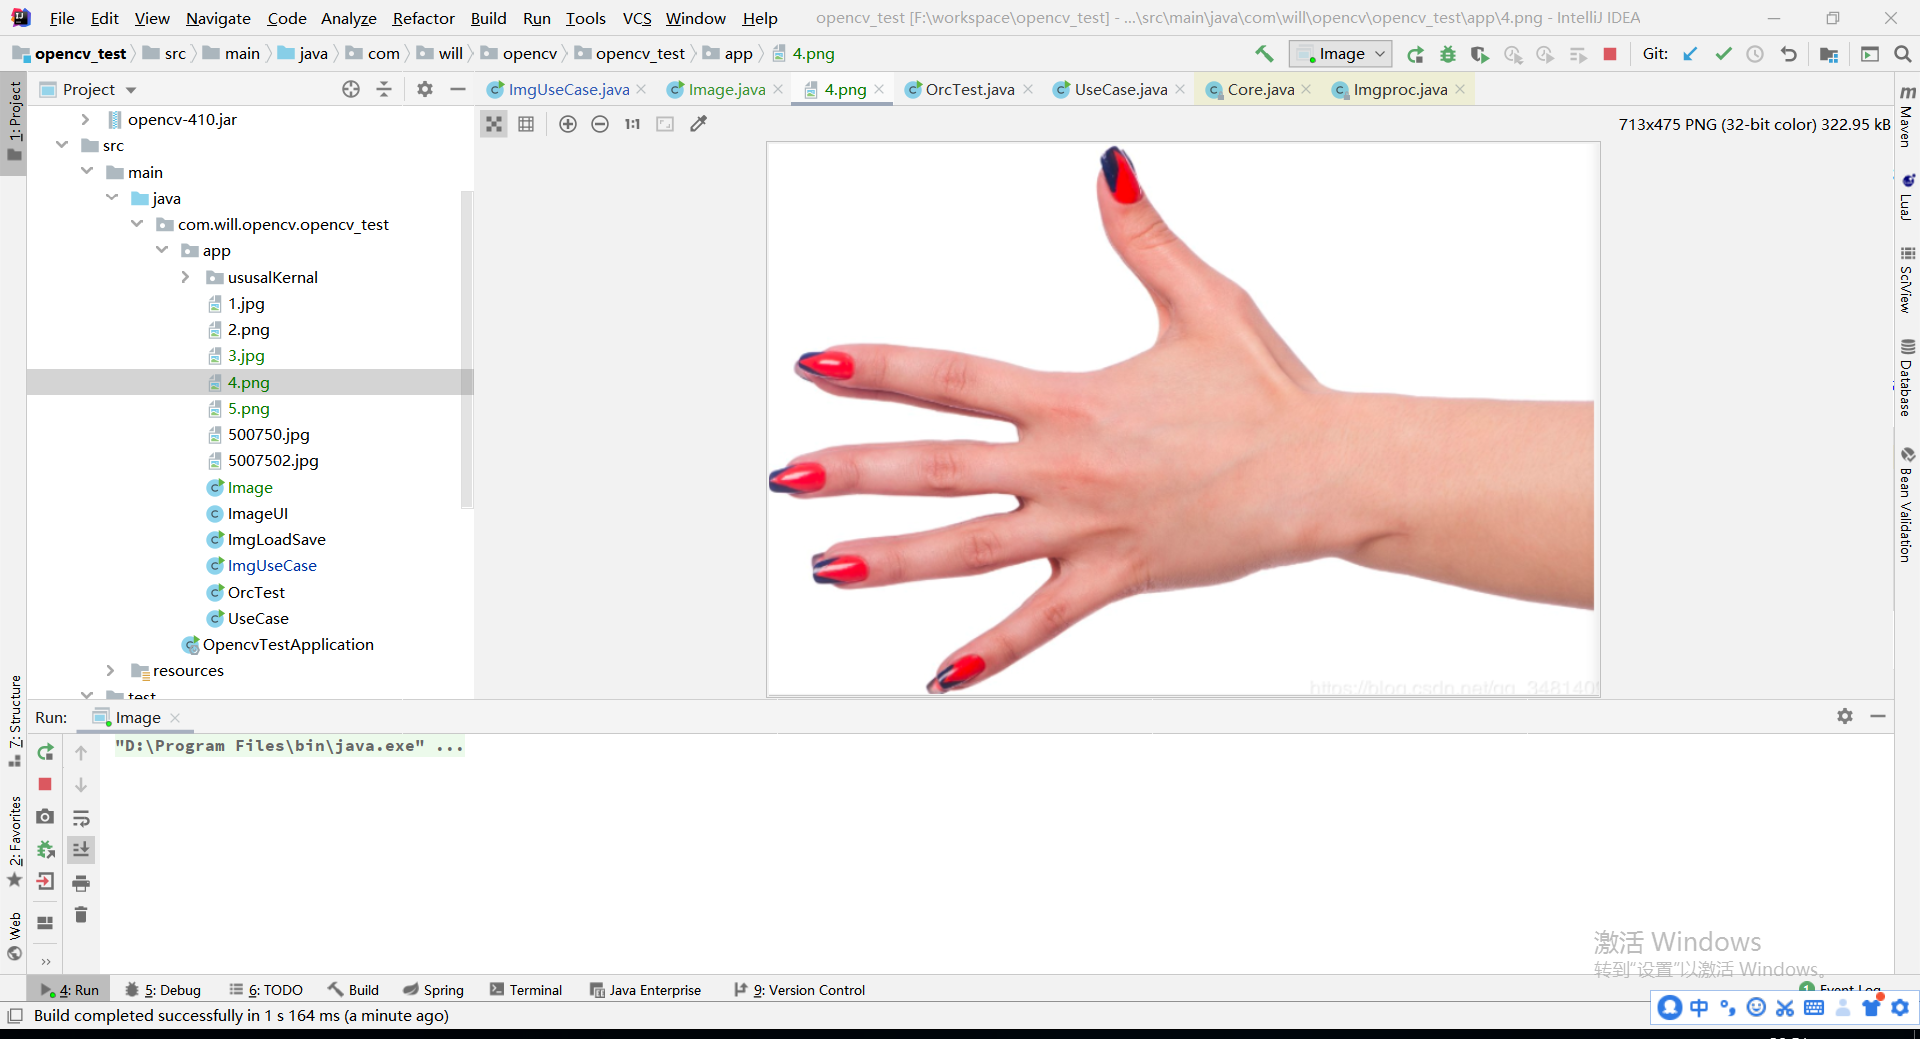 File Edit View Navigate Code Analyze Refactor Build Run Tools VCS Window Help opencv_test [F:\workspace\opencv_test] - ...\src\main\java\com\will\opencv\opencv_test\app\4.png - IntelliJ IDEA
opencv_test src main java com will opencv opencv_test app 4.png Image Git:
Project ImgUseCase.java Image.java 4.png OrcTest.java UseCase.java Core.java Imgproc.java
1:1 713x475 PNG (32-bit color) 322.95 kB
opencv-410.jar
src
main
java
com.will.opencv.opencv_test
app
ususalKernal
1.jpg
2.png
3.jpg
4.png
5.png
500750.jpg
5007502.jpg
Image
ImageUI
ImgLoadSave
ImgUseCase
OrcTest
UseCase
OpencvTestApplication
resources
test
1: Project
7: Structure
2: Favorites
Web
Maven
LuaJ
SciView
Database
Bean Validation
https://blog.csdn.net/qq_348140
Run: Image
"D:\Program Files\bin\java.exe" ...
激活 Windows
转到"设置"以激活 Windows。
4: Run 5: Debug 6: TODO Build Spring Terminal Java Enterprise 9: Version Control 1 Event Log
中
Build completed successfully in 1 s 164 ms (a minute ago)